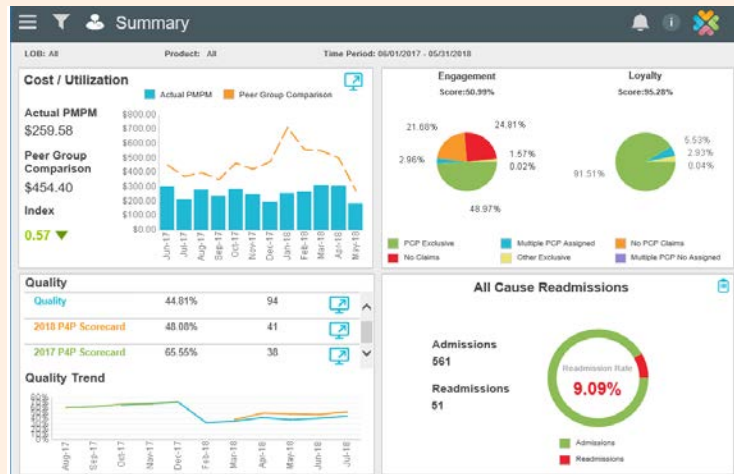 Summary
LOB: All
Product: All
Time Period: 06/01/2017 - 05/31/2018
Cost / Utilization
Actual PMPM
Peer Group Comparison
Actual PMPM
$259.58
Peer Group
Comparison
$454.40
Index
0.57
$800.00
$700.00
$600.00
$500.00
$400.00
$300.00
$200.00
$100.00
$0.00
Jun-17
Jul-17
Aug-17
Sep-17
Oct-17
Nov-17
Dec-17
Jan-18
Feb-18
Mar-18
Apr-18
May-18
Engagement
Score:50.99%
21.68%
24.81%
2.96%
1.57%
0.02%
48.97%
Loyalty
Score:95.28%
5.53%
2.93%
0.04%
91.51%
PCP Exclusive
Multiple PCP Assigned
No PCP Claims
No Claims
Other Exclusive
Multiple PCP No Assigned
Quality
Quality 44.81% 94
2018 P4P Scorecard 48.08% 41
2017 P4P Scorecard 65.55% 38
Quality Trend
Aug-17
Sep-17
Oct-17
Nov-17
Dec-17
Feb-18
Mar-18
Apr-18
May-18
Jun-18
Jul-18
All Cause Readmissions
Admissions
561
Readmissions
51
Readmission Rate
9.09%
Admissions
Readmissions